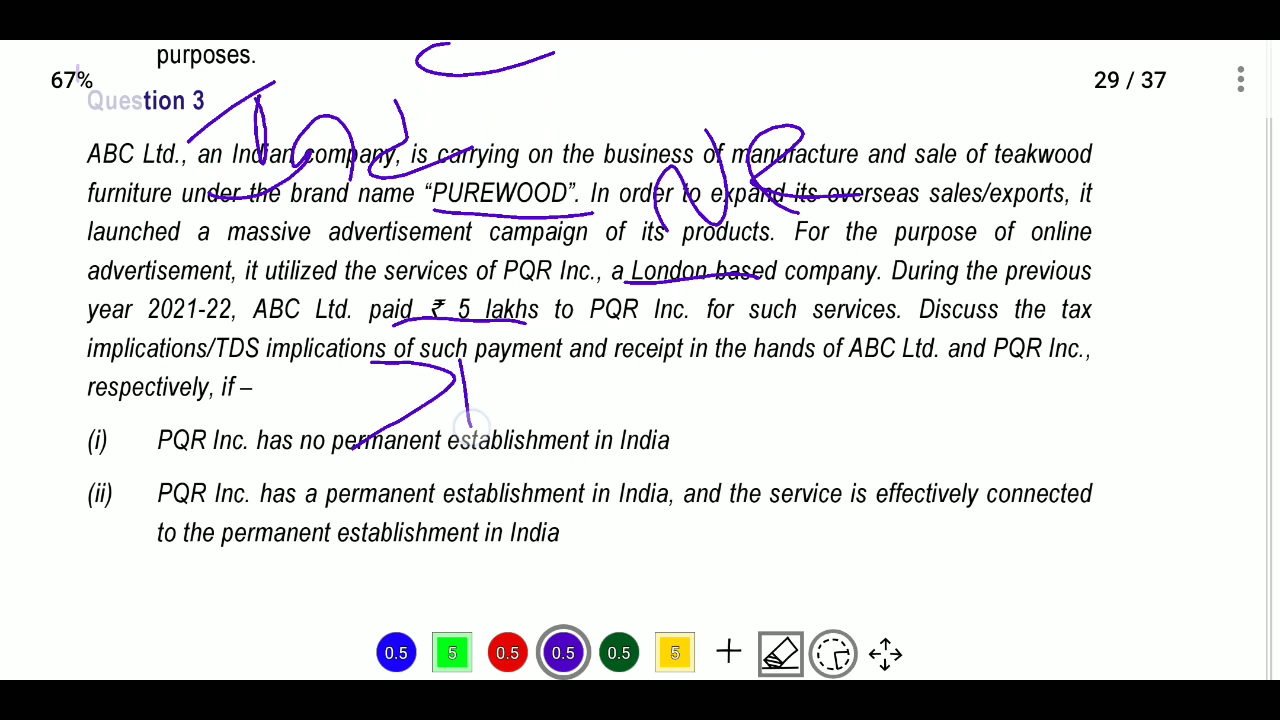 purposes.
67%
29 / 37
Question 3
ABC Ltd., an Indian company, is carrying on the business of manufacture and sale of teakwood
furniture under the brand name “PUREWOOD”. In order to expand its overseas sales/exports, it
launched a massive advertisement campaign of its products. For the purpose of online
advertisement, it utilized the services of PQR Inc., a London based company. During the previous
year 2021-22, ABC Ltd. paid ₹ 5 lakhs to PQR Inc. for such services. Discuss the tax
implications/TDS implications of such payment and receipt in the hands of ABC Ltd. and PQR Inc.,
respectively, if –
(i) PQR Inc. has no permanent establishment in India
(ii) PQR Inc. has a permanent establishment in India, and the service is effectively connected
to the permanent establishment in India
Ind
NR
0.5 5 0.5 0.5 0.5 5